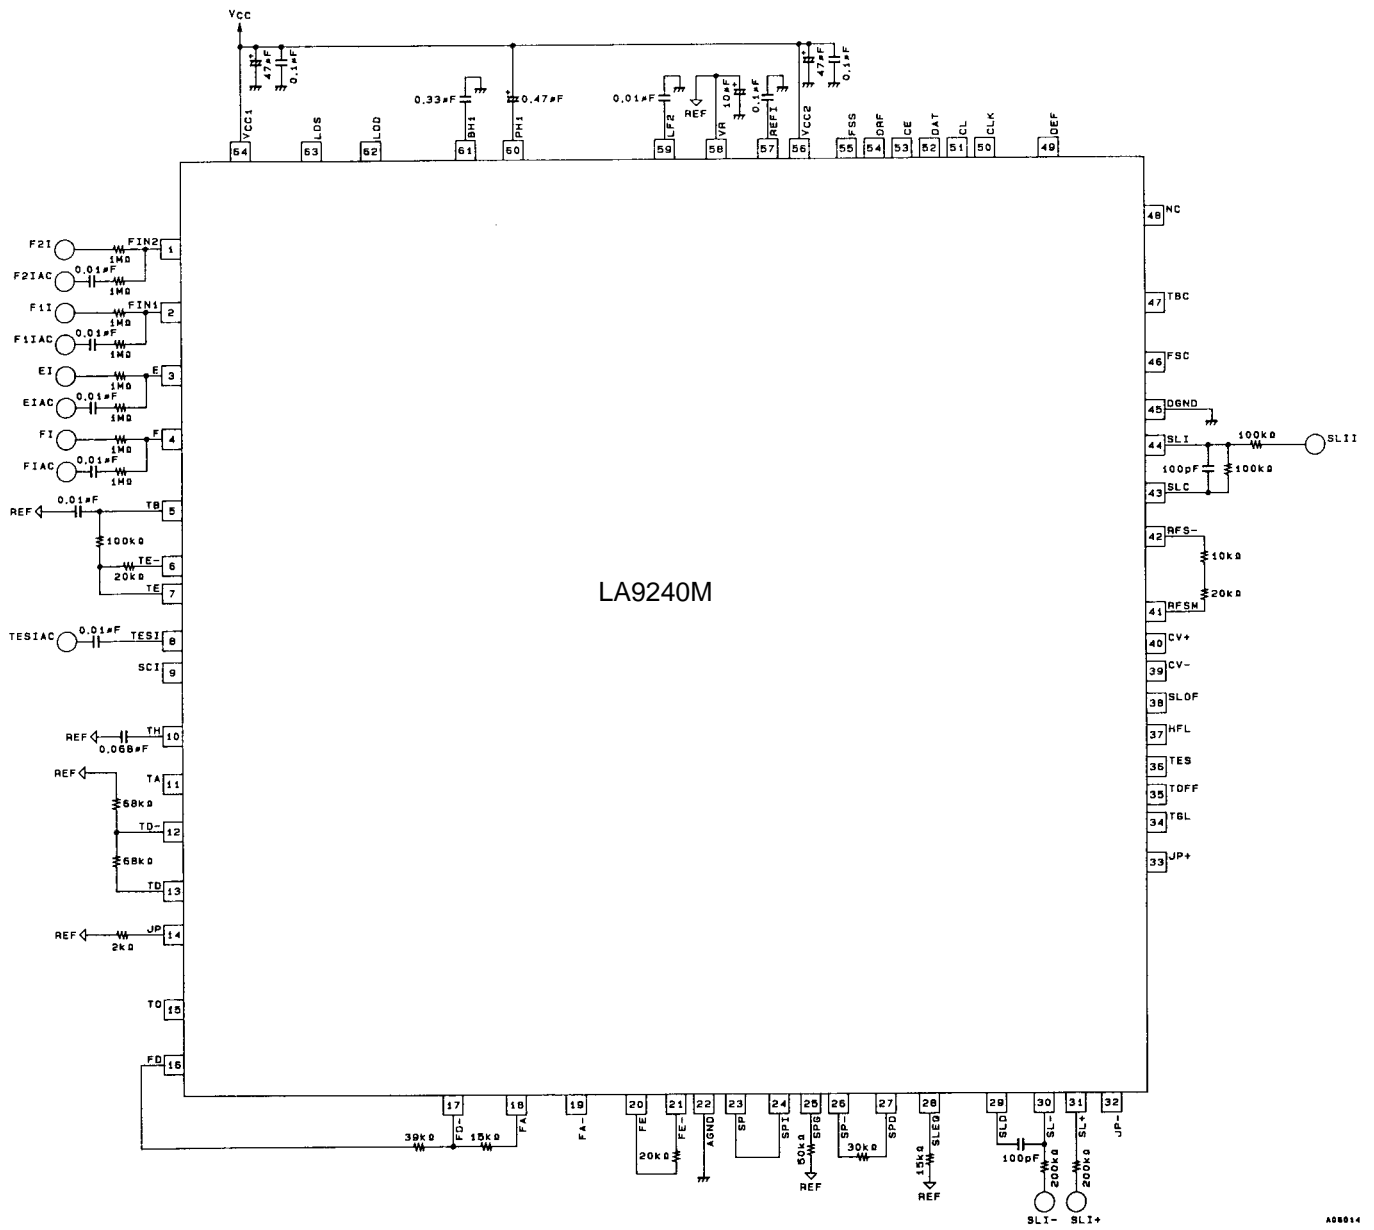 VCC
47µF
0.1µF
0.33µF
0.47µF
0.01µF
REF
10µF
0.1µF
47µF
0.1µF
VCC1
LDS
LDD
BH1
PH1
LF2
VR
REFI
VCC2
FSS
DRF
CE
DAT
CL
CLK
DEF
64
63
62
61
60
59
58
57
56
55
54
53
52
51
50
49
F2I
1MΩ
FIN2
1
F2IAC
0.01µF
1MΩ
F1I
1MΩ
FIN1
2
F1IAC
0.01µF
1MΩ
EI
1MΩ
E
3
EIAC
0.01µF
1MΩ
FI
1MΩ
F
4
FIAC
0.01µF
1MΩ
REF
0.01µF
TB
5
100kΩ
TE-
6
20kΩ
TE
7
TESIAC
0.01µF
TESI
8
SCI
9
REF
0.068µF
TH
10
REF
TA
11
68kΩ
TD-
12
68kΩ
TD
13
REF
2kΩ
JP
14
TO
15
FD
16
LA9240M
48
NC
47
TBC
46
FSC
45
DGND
44
SLI
100kΩ
SLII
100pF
100kΩ
43
SLC
42
RFS-
10kΩ
20kΩ
41
RFSM
40
CV+
39
CV-
38
SLOF
37
HFL
36
TES
35
TOFF
34
TGL
33
JP+
17
18
19
20
21
22
23
24
25
26
27
28
29
30
31
32
FD-
FA
FA-
FE
FE-
AGND
SP
SPI
SPG
SP-
SPD
SLEQ
SLD
SL-
SL+
JP-
39kΩ
15kΩ
20kΩ
50kΩ
REF
30kΩ
15kΩ
REF
100pF
200kΩ
200kΩ
SLI-
SLI+